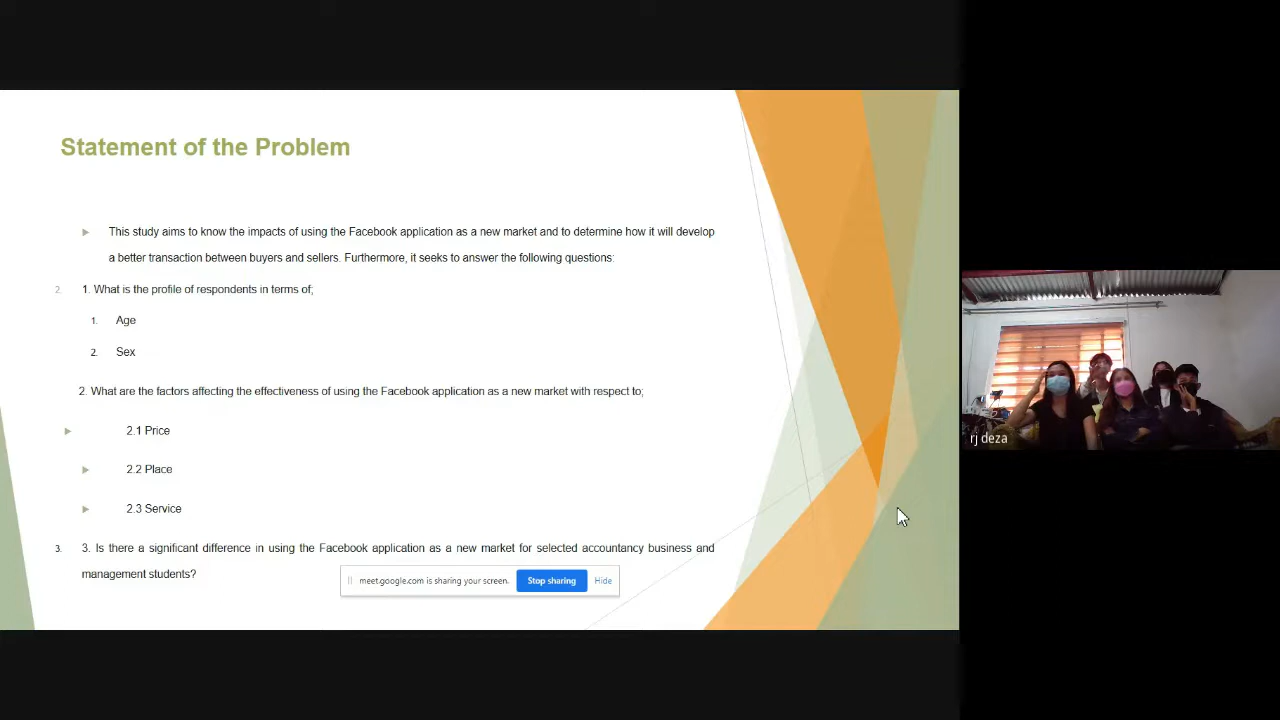 Statement of the Problem
This study aims to know the impacts of using the Facebook application as a new market and to determine how it will develop
a better transaction between buyers and sellers. Furthermore, it seeks to answer the following questions:
2. 1. What is the profile of respondents in terms of;
1. Age
2. Sex
2. What are the factors affecting the effectiveness of using the Facebook application as a new market with respect to;
2.1 Price
2.2 Place
2.3 Service
3. 3. Is there a significant difference in using the Facebook application as a new market for selected accountancy business and
management students?
meet.google.com is sharing your screen. Stop sharing Hide
rj deza